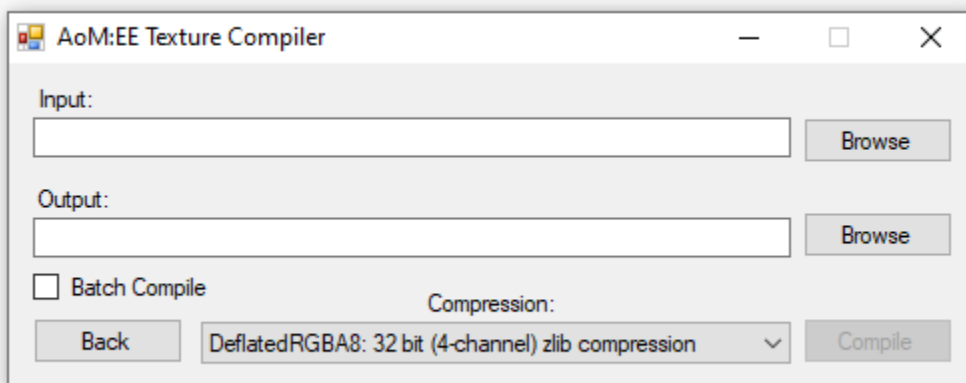 AoM:EE Texture Compiler
Input:
Browse
Output:
Browse
Batch Compile
Compression:
Back
DeflatedRGBA8: 32 bit (4-channel) zlib compression
Compile